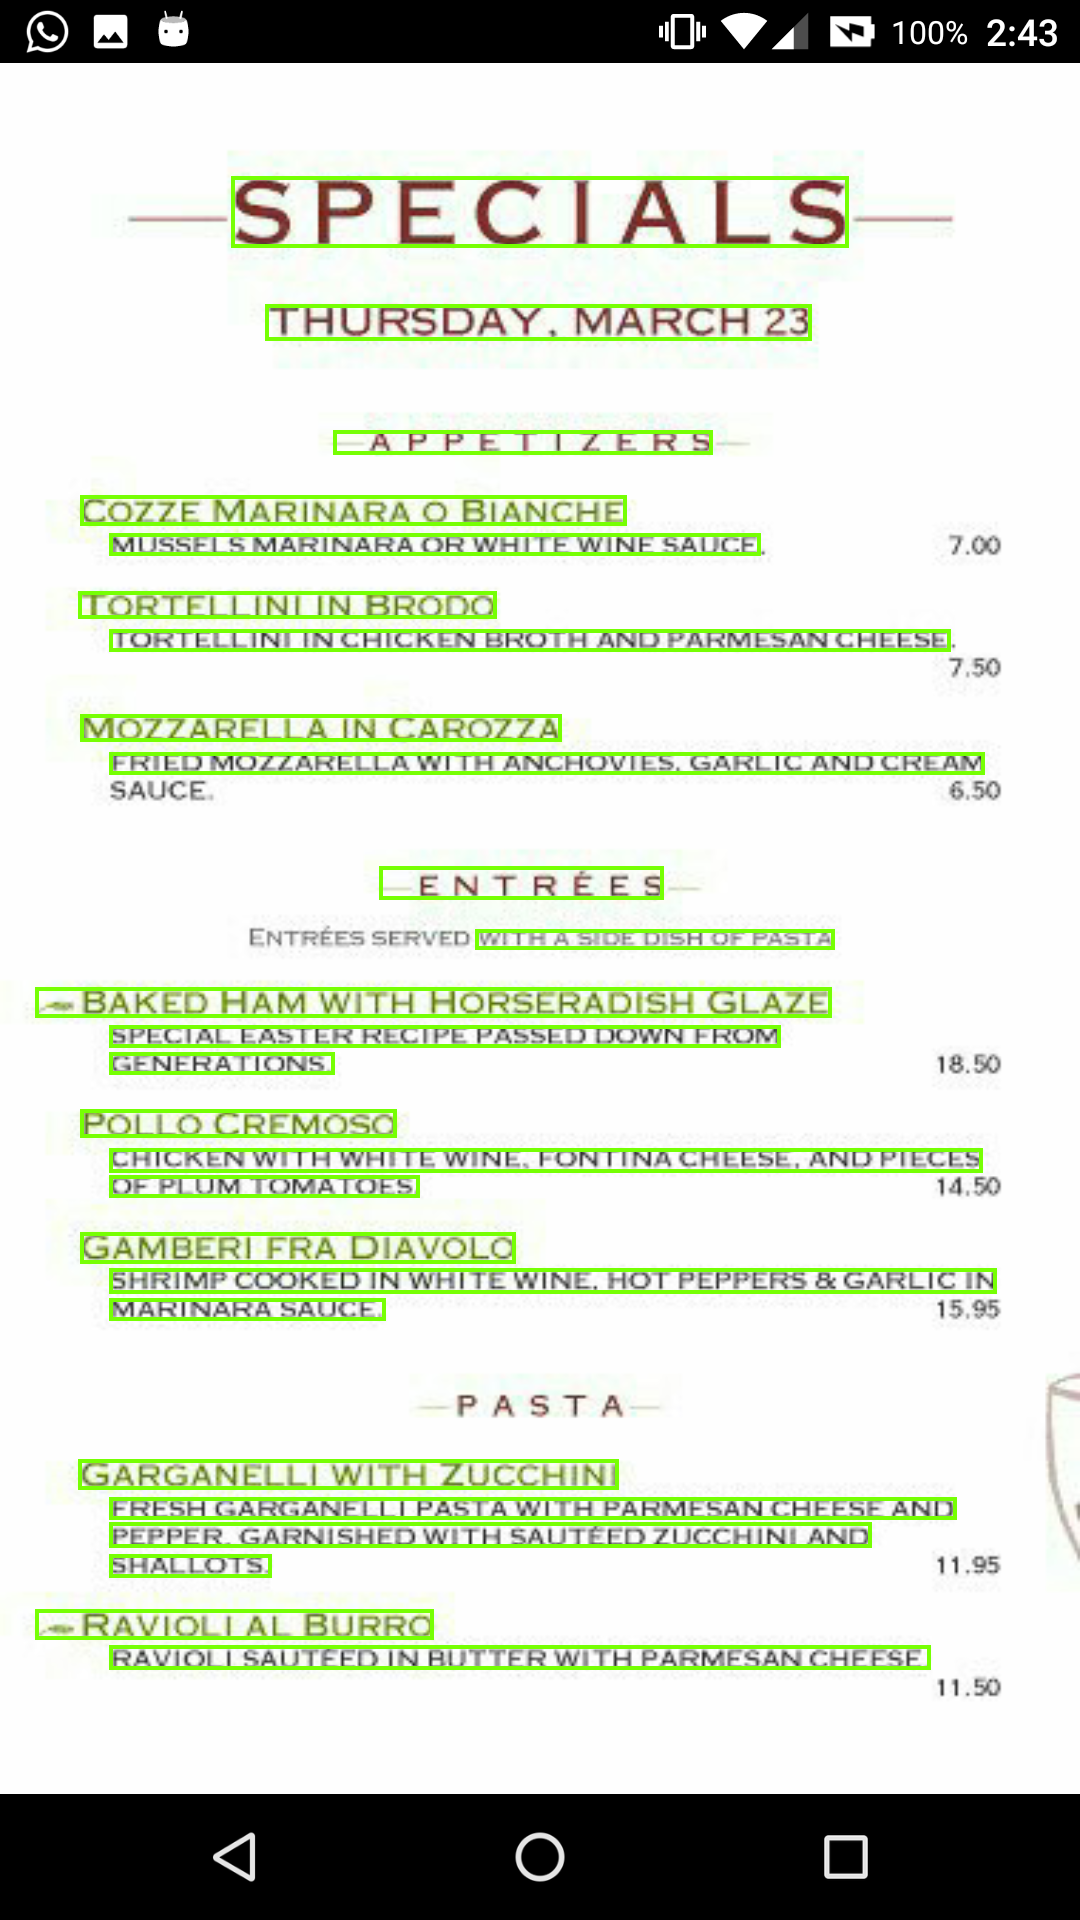 100% 2:43
SPECIALS
THURSDAY, MARCH 23
APPETIZERS
COZZE MARINARA O BIANCHE
MUSSELS MARINARA OR WHITE WINE SAUCE. 7.00
TORTELLINI IN BRODO
TORTELLINI IN CHICKEN BROTH AND PARMESAN CHEESE.
7.50
MOZZARELLA IN CAROZZA
FRIED MOZZARELLA WITH ANCHOVIES, GARLIC AND CREAM
SAUCE. 6.50
ENTRÉES
ENTRÉES SERVED WITH A SIDE DISH OF PASTA
BAKED HAM WITH HORSERADISH GLAZE
SPECIAL EASTER RECIPE PASSED DOWN FROM
GENERATIONS. 18.50
POLLO CREMOSO
CHICKEN WITH WHITE WINE, FONTINA CHEESE, AND PIECES
OF PLUM TOMATOES. 14.50
GAMBERI FRA DIAVOLO
SHRIMP COOKED IN WHITE WINE, HOT PEPPERS & GARLIC IN
MARINARA SAUCE. 15.95
PASTA
GARGANELLI WITH ZUCCHINI
FRESH GARGANELLI PASTA WITH PARMESAN CHEESE AND
PEPPER, GARNISHED WITH SAUTÉED ZUCCHINI AND
SHALLOTS. 11.95
RAVIOLI AL BURRO
RAVIOLI SAUTÉED IN BUTTER WITH PARMESAN CHEESE.
11.50